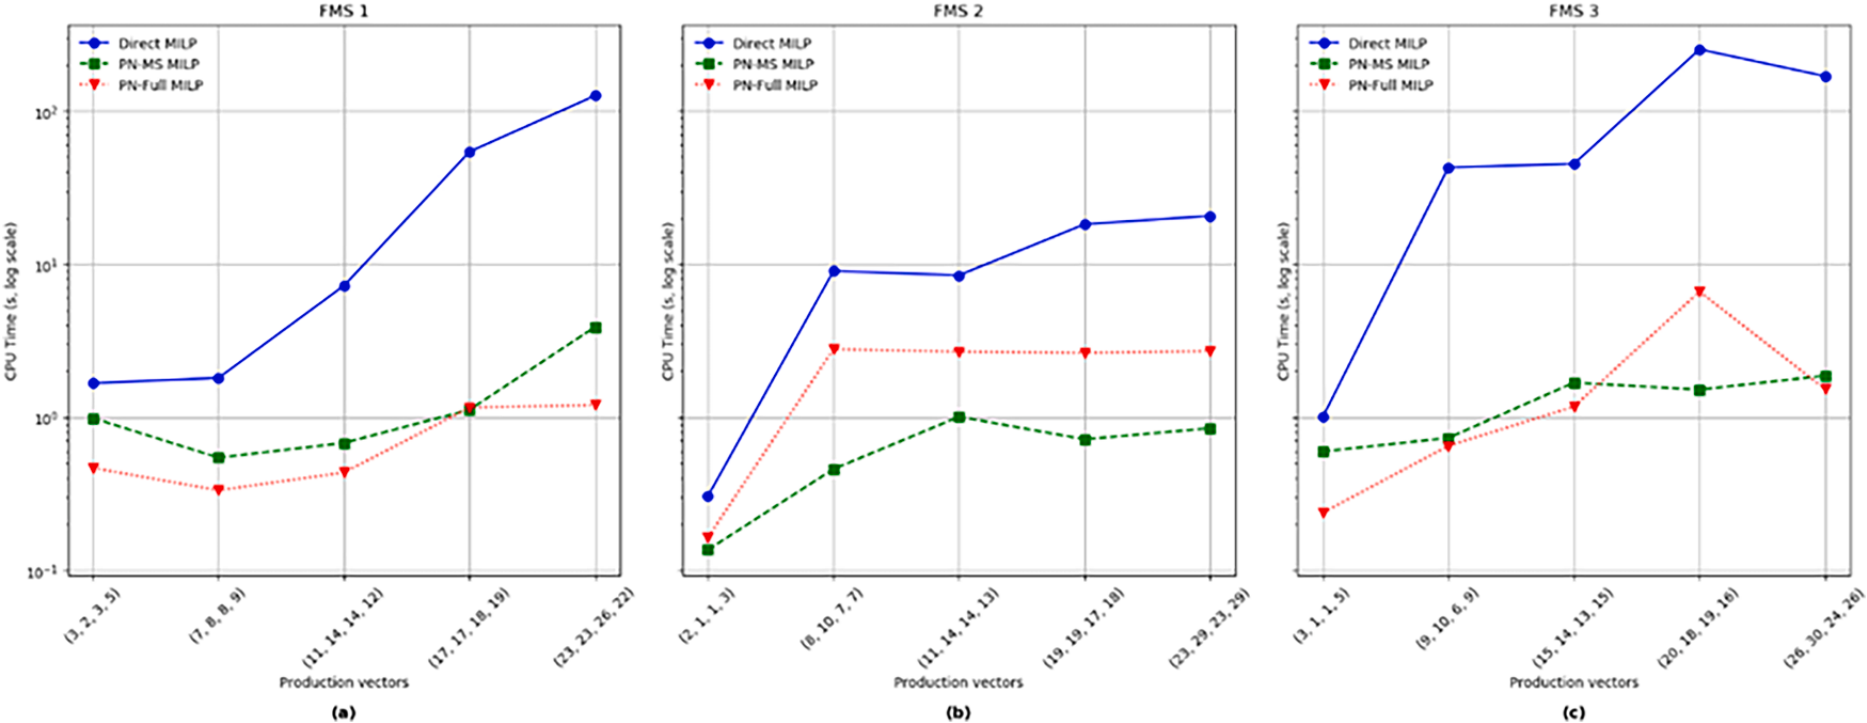 FMS 1
Direct MILP
PN-MS MILP
PN-Full MILP
10²
10¹
10⁰
10⁻¹
CPU Time (s, log scale)
(3, 2, 3, 5)
(7, 8, 8, 9)
(11, 14, 14, 12)
(17, 17, 18, 19)
(23, 23, 26, 22)
Production vectors
(a)
FMS 2
Direct MILP
PN-MS MILP
PN-Full MILP
CPU Time (s, log scale)
(2, 1, 1, 3)
(8, 10, 7, 7)
(11, 14, 14, 13)
(19, 19, 17, 18)
(23, 29, 23, 29)
Production vectors
(b)
FMS 3
Direct MILP
PN-MS MILP
PN-Full MILP
CPU Time (s, log scale)
(3, 1, 1, 5)
(9, 10, 6, 9)
(15, 14, 13, 15)
(20, 18, 19, 16)
(26, 30, 24, 26)
Production vectors
(c)